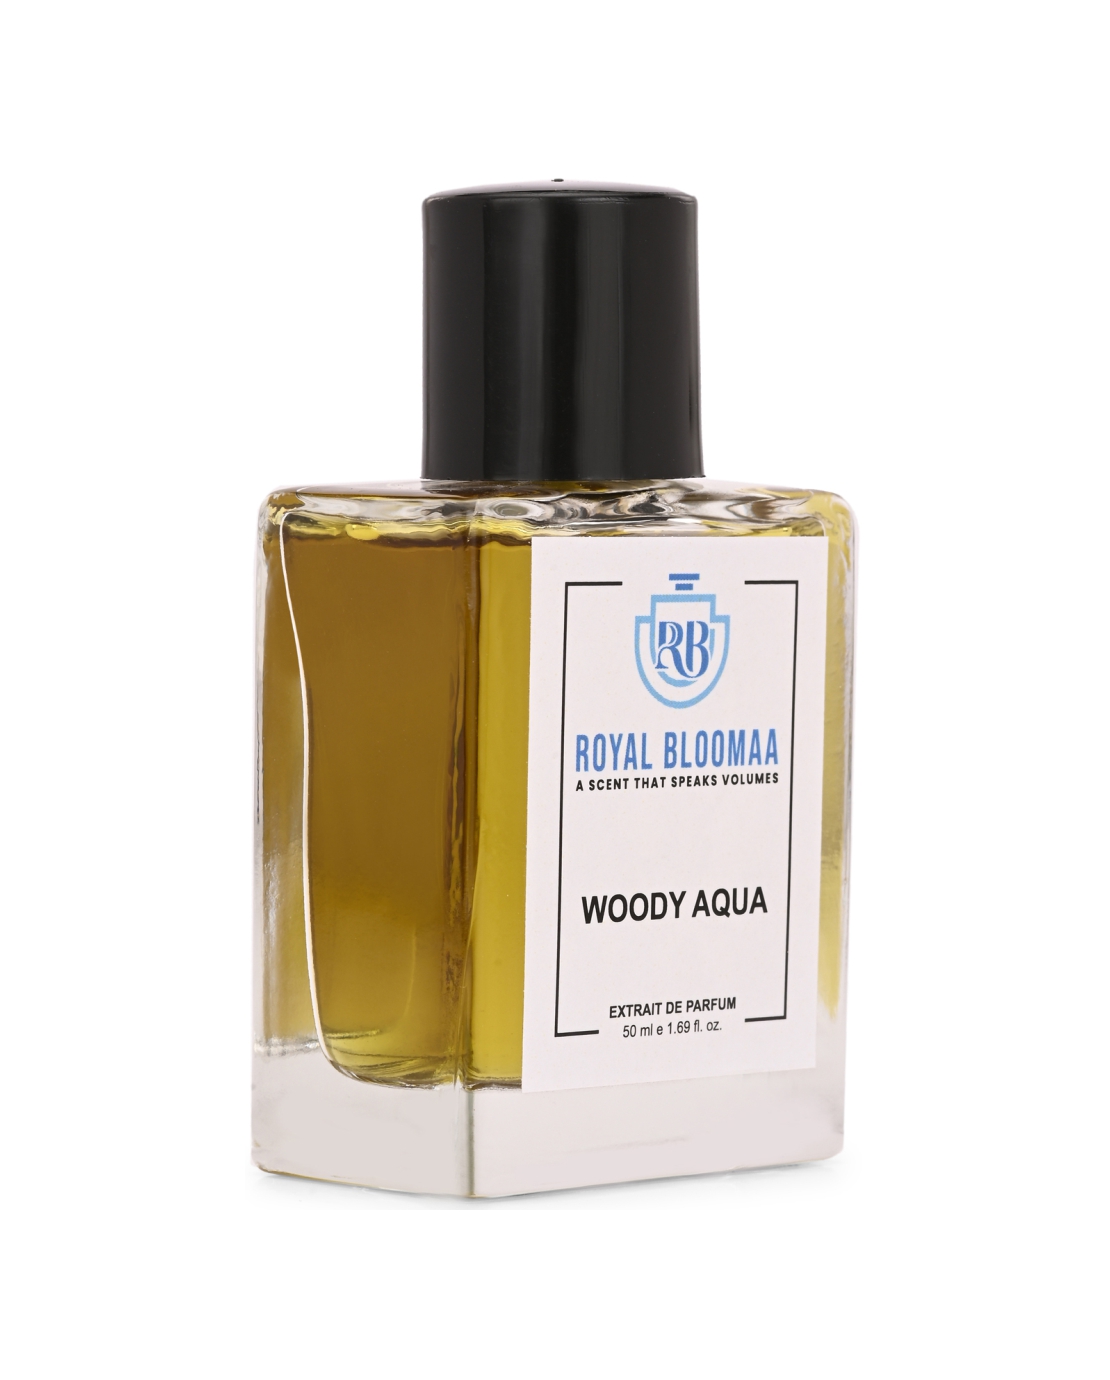 RB
ROYAL BLOOMAA
A SCENT THAT SPEAKS VOLUMES
WOODY AQUA
EXTRAIT DE PARFUM
50 ml e 1.69 fl. oz.